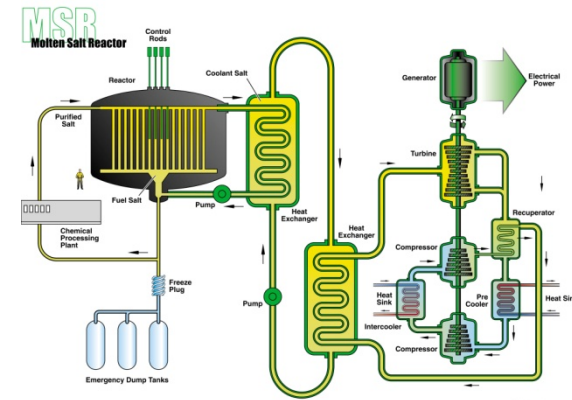 MSR
Molten Salt Reactor
Control
Rods
Reactor
Coolant Salt
Purified
Salt
Fuel Salt
Pump
Heat
Exchanger
Chemical
Processing
Plant
Freeze
Plug
Emergency Dump Tanks
Pump
Heat
Exchanger
Generator
Electrical
Power
Turbine
Recuperator
Compressor
Heat
Sink
Intercooler
Pre
Cooler
Heat Sin
Compressor